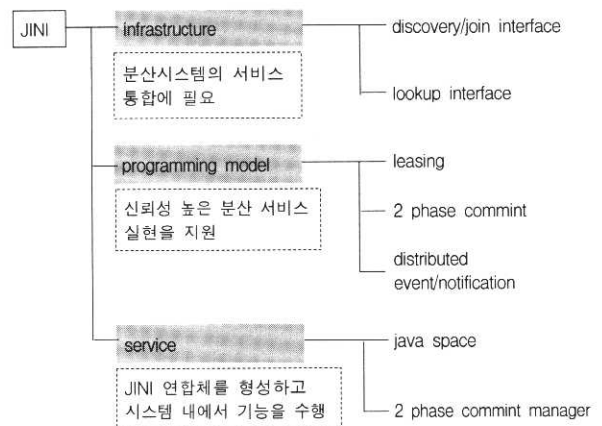 JINI
infrastructure
분산시스템의 서비스
통합에 필요
discovery/join interface
lookup interface
programming model
신뢰성 높은 분산 서비스
실현을 지원
leasing
2 phase commint
distributed
event/notification
service
JINI 연합체를 형성하고
시스템 내에서 기능을 수행
java space
2 phase commint manager